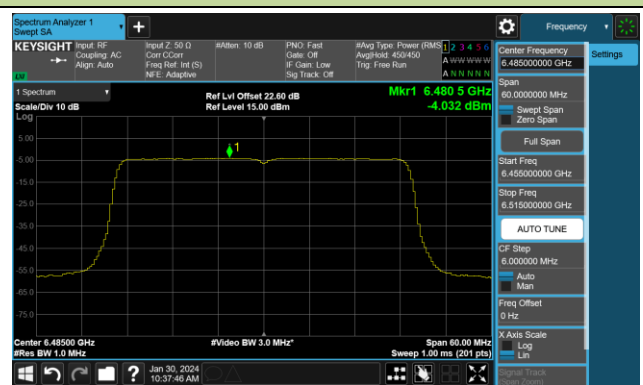 Spectrum Analyzer 1
Swept SA
Frequency
KEYSIGHT
Input: RF
Coupling: AC
Align: Auto
Input Z: 50 Ω
Corr CCorr
Freq Ref: Int (S)
NFE: Adaptive
#Atten: 10 dB
PNO: Fast
Gate: Off
IF Gain: Low
Sig Track: Off
#Avg Type: Power (RMS
Avg|Hold: 450/450
Trig: Free Run
1 2 3 4 5 6
A W W W W W
A N N N N N
LW
1 Spectrum
Scale/Div 10 dB
Log
Ref Lvl Offset 22.60 dB
Ref Level 15.00 dBm
Mkr1 6.480 5 GHz
-4.032 dBm
1
5.00
-5.00
-15.0
-25.0
-35.0
-45.0
-55.0
-65.0
-75.0
Center 6.48500 GHz
#Res BW 1.0 MHz
#Video BW 3.0 MHz*
Span 60.00 MHz
Sweep 1.00 ms (201 pts)
Jan 30, 2024
10:37:46 AM
Center Frequency
6.485000000 GHz
Settings
Span
60.0000000 MHz
Swept Span
Zero Span
Full Span
Start Freq
6.455000000 GHz
Stop Freq
6.515000000 GHz
AUTO TUNE
CF Step
6.000000 MHz
Auto
Man
Freq Offset
0 Hz
X Axis Scale
Log
Lin
Signal Track
(Span Zoom)